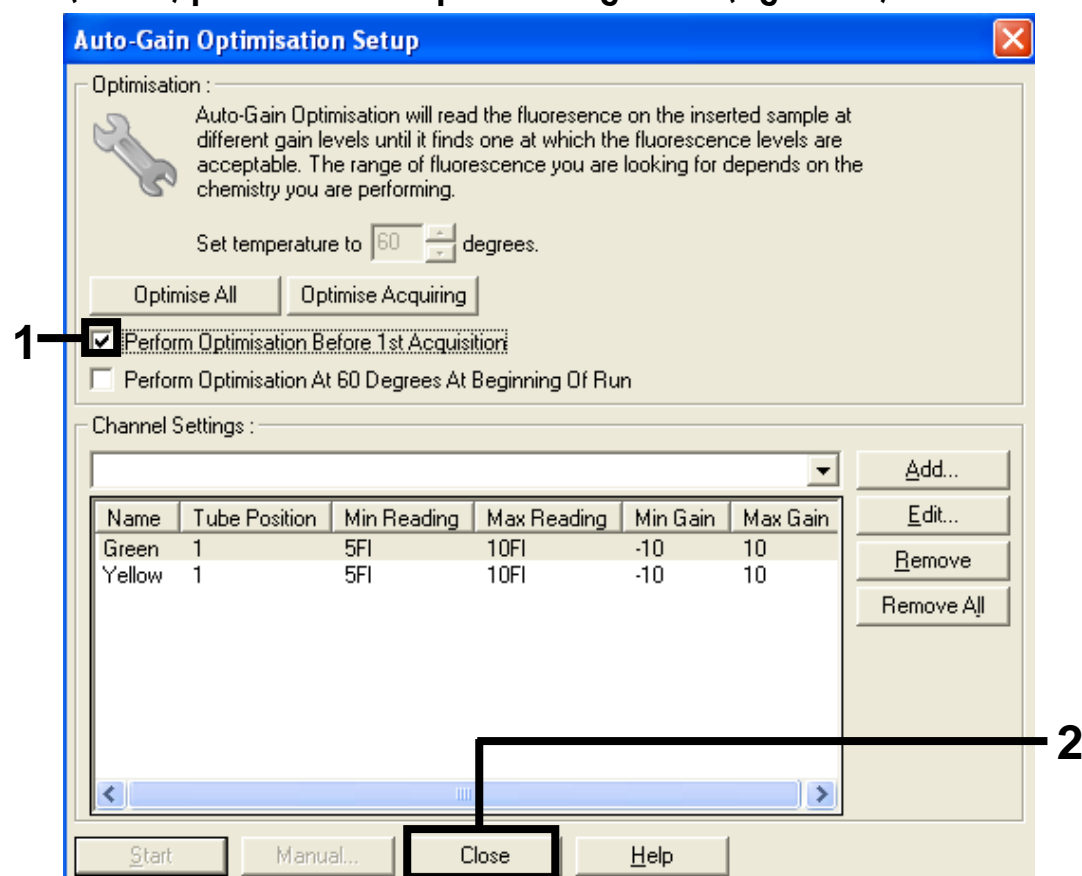 Auto-Gain Optimisation Setup
Optimisation :
Auto-Gain Optimisation will read the fluoresence on the inserted sample at
different gain levels until it finds one at which the fluorescence levels are
acceptable. The range of fluorescence you are looking for depends on the
chemistry you are performing.
Set temperature to 60 degrees.
Optimise All Optimise Acquiring
1 Perform Optimisation Before 1st Acquisition
Perform Optimisation At 60 Degrees At Beginning Of Run
Channel Settings :
Add...
Name Tube Position Min Reading Max Reading Min Gain Max Gain Edit...
Green 1 5Fl 10Fl -10 10
Yellow 1 5Fl 10Fl -10 10
Remove
Remove All
2
Start Manual... Close Help